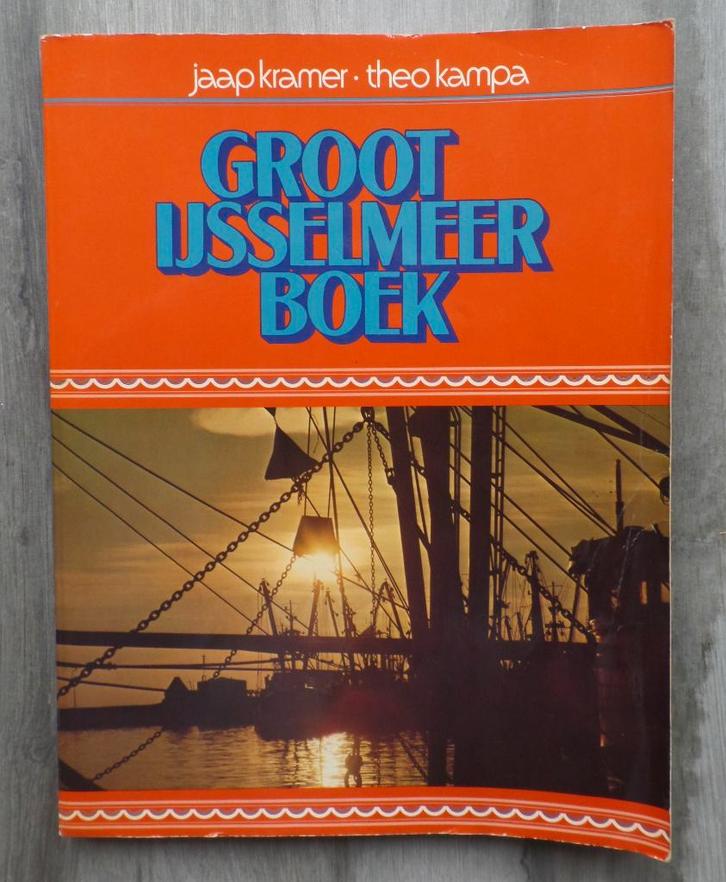 jaap kramer · theo kampa
GROOT
IJSSELMEER
BOEK